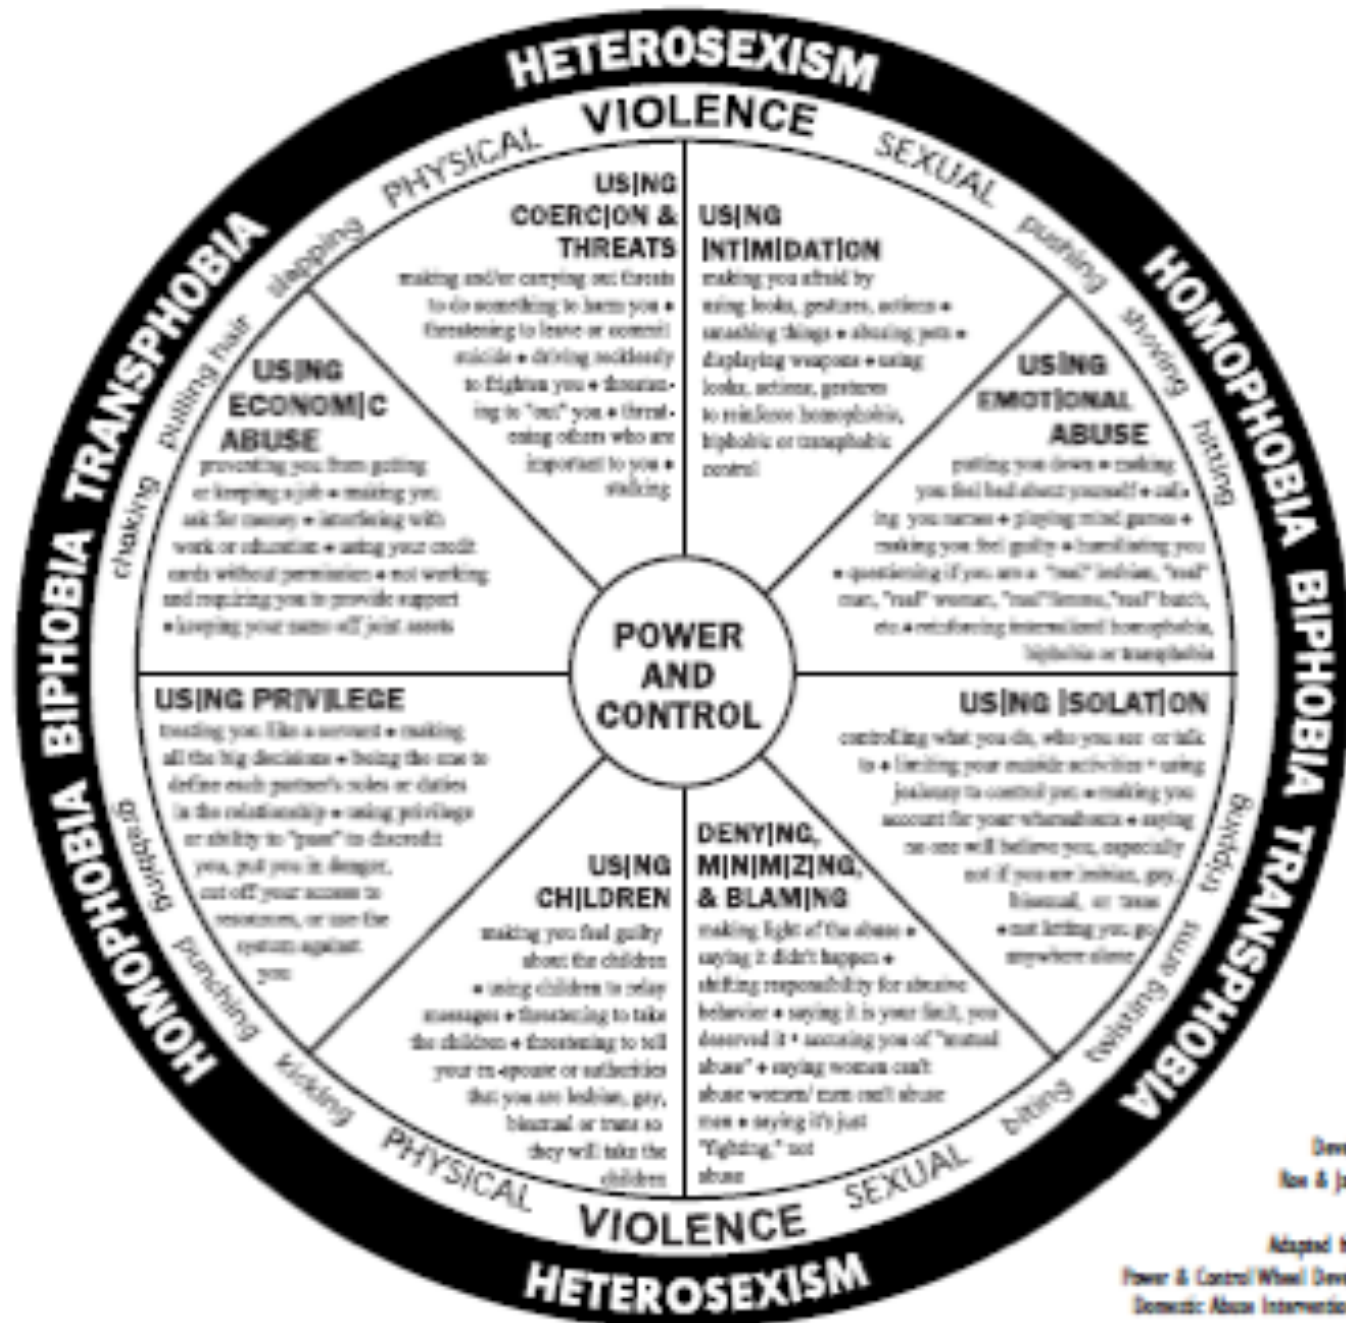 HETEROSEXISM
HOMOPHOBIA BIPHOBIA TRANSPHOBIA
HETEROSEXISM
HOMOPHOBIA BIPHOBIA TRANSPHOBIA
PHYSICAL VIOLENCE SEXUAL
pushing shoving hitting
tripping twisting arms biting
PHYSICAL VIOLENCE SEXUAL
kicking punching grabbing
choking pulling hair slapping
POWER
AND
CONTROL
USING
COERCION &
THREATS
making and/or carrying out threats
to do something to harm you •
threatening to leave or commit
suicide • driving recklessly
to frighten you • threaten-
ing to "out" you • threat-
ening others who are
important to you •
stalking
USING
INTIMIDATION
making you afraid by
using looks, gestures, actions •
smashing things • abusing pets •
displaying weapons • using
looks, actions, gestures
to reinforce homophobic,
biphobic or transphobic
control
USING
EMOTIONAL
ABUSE
putting you down • making
you feel bad about yourself • call-
ing you names • playing mind games •
making you feel guilty • humiliating you
• questioning if you are a "real" lesbian, "real"
man, "real" woman, "real" femme, "real" butch,
etc. • reinforcing internalized homophobia,
biphobia or transphobia
USING ISOLATION
controlling what you do, who you see or talk
to • limiting your outside activities • using
jealousy to control you • making you
account for your whereabouts • saying
no one will believe you, especially
not if you are lesbian, gay,
bisexual, or trans
• not letting you go
anywhere alone
DENYING,
MINIMIZING,
& BLAMING
making light of the abuse •
saying it didn't happen •
shifting responsibility for abusive
behavior • saying it is your fault, you
deserved it • accusing you of "mutual
abuse" • saying women can't
abuse women/ men can't abuse
men • saying it's just
"fighting," not
abuse
USING
CHILDREN
making you feel guilty
about the children
• using children to relay
messages • threatening to take
the children • threatening to tell
your ex-spouse or authorities
that you are lesbian, gay,
bisexual or trans so
they will take the
children
USING PRIVILEGE
treating you like a servant • making
all the big decisions • being the one to
define each partner's roles or duties
in the relationship • using privilege
or ability to "pass" to discredit
you, put you in danger,
cut off your access to
resources, or use the
system against
you
USING
ECONOMIC
ABUSE
preventing you from getting
or keeping a job • making you
ask for money • interfering with
work or education • using your credit
cards without permission • not working
and requiring you to provide support
• keeping your name off joint assets
Adapted
Power & Control Wheel
Domestic Abuse